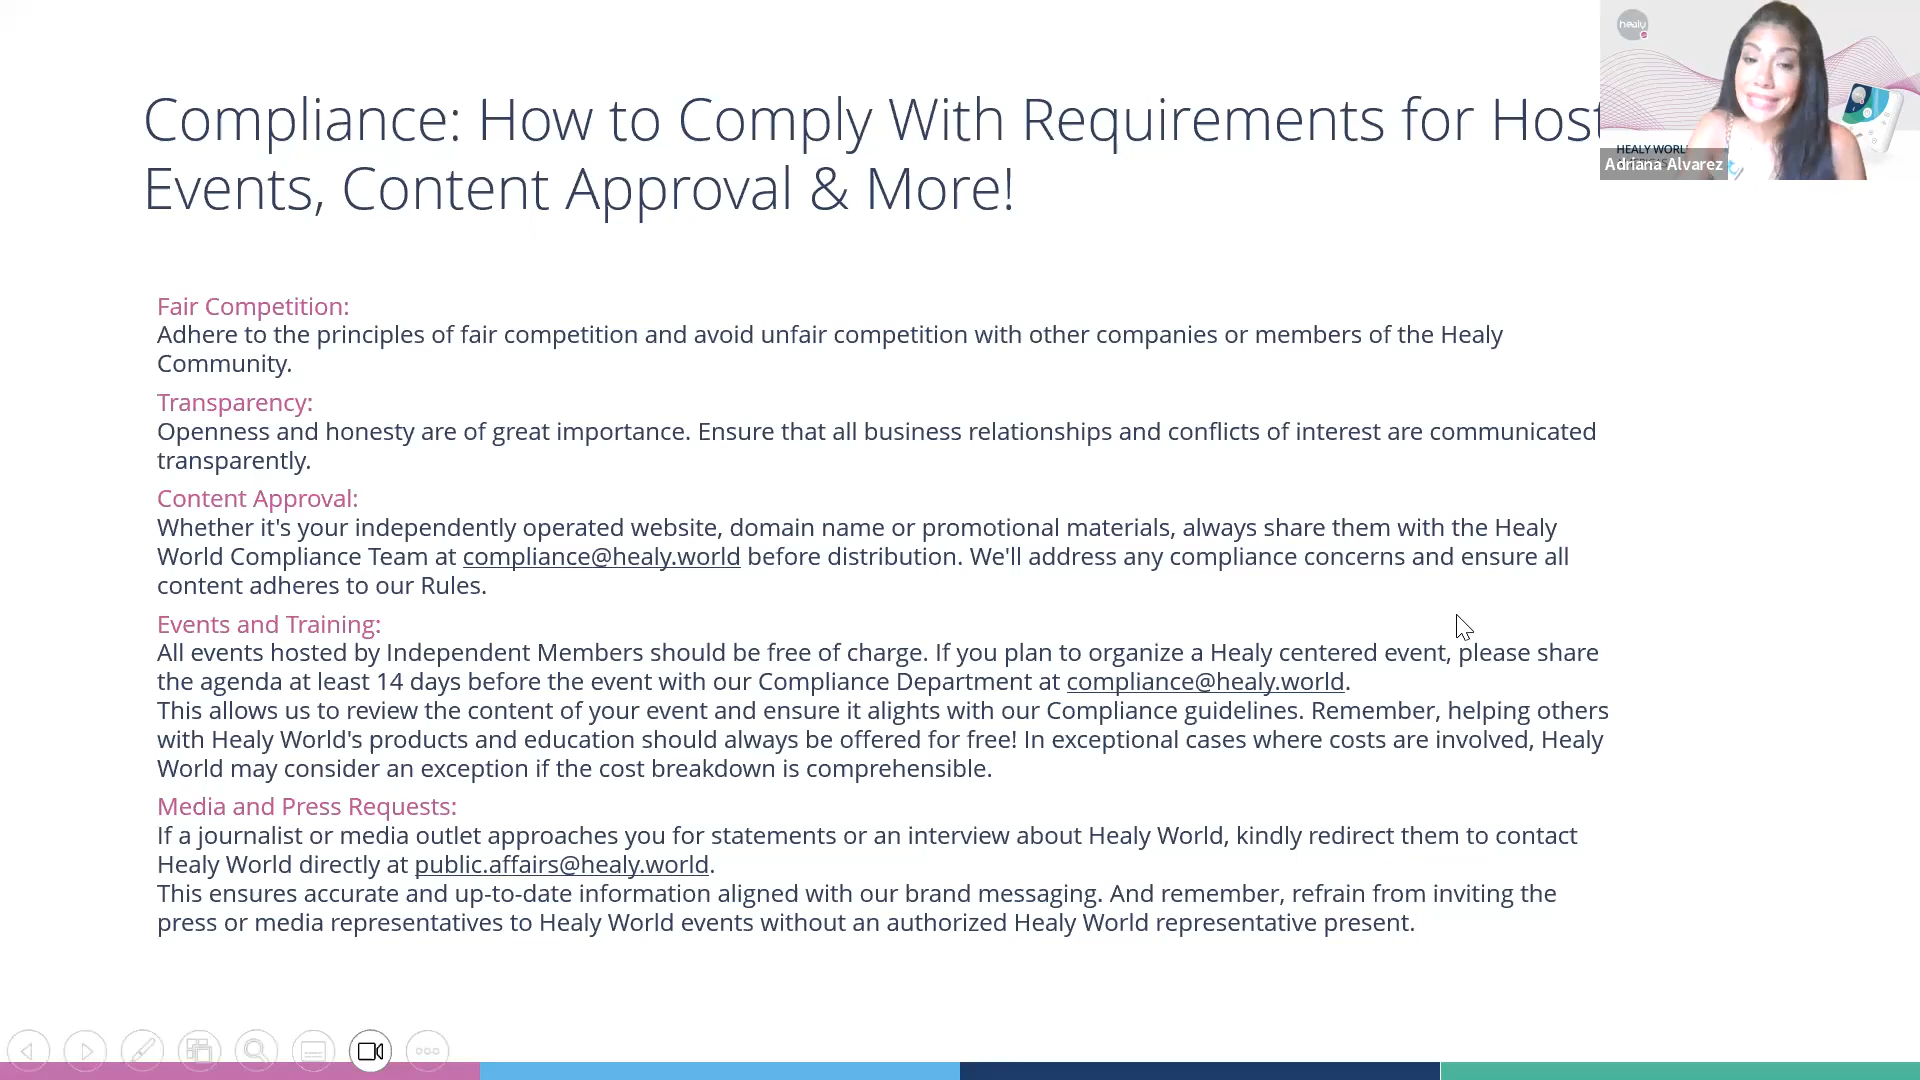 Compliance: How to Comply With Requirements for Host
Events, Content Approval & More!
healy
HEALY WORL
Adriana Alvarez
Fair Competition:
Adhere to the principles of fair competition and avoid unfair competition with other companies or members of the Healy
Community.
Transparency:
Openness and honesty are of great importance. Ensure that all business relationships and conflicts of interest are communicated
transparently.
Content Approval:
Whether it's your independently operated website, domain name or promotional materials, always share them with the Healy
World Compliance Team at compliance@healy.world before distribution. We'll address any compliance concerns and ensure all
content adheres to our Rules.
Events and Training:
All events hosted by Independent Members should be free of charge. If you plan to organize a Healy centered event, please share
the agenda at least 14 days before the event with our Compliance Department at compliance@healy.world.
This allows us to review the content of your event and ensure it alights with our Compliance guidelines. Remember, helping others
with Healy World's products and education should always be offered for free! In exceptional cases where costs are involved, Healy
World may consider an exception if the cost breakdown is comprehensible.
Media and Press Requests:
If a journalist or media outlet approaches you for statements or an interview about Healy World, kindly redirect them to contact
Healy World directly at public.affairs@healy.world.
This ensures accurate and up-to-date information aligned with our brand messaging. And remember, refrain from inviting the
press or media representatives to Healy World events without an authorized Healy World representative present.